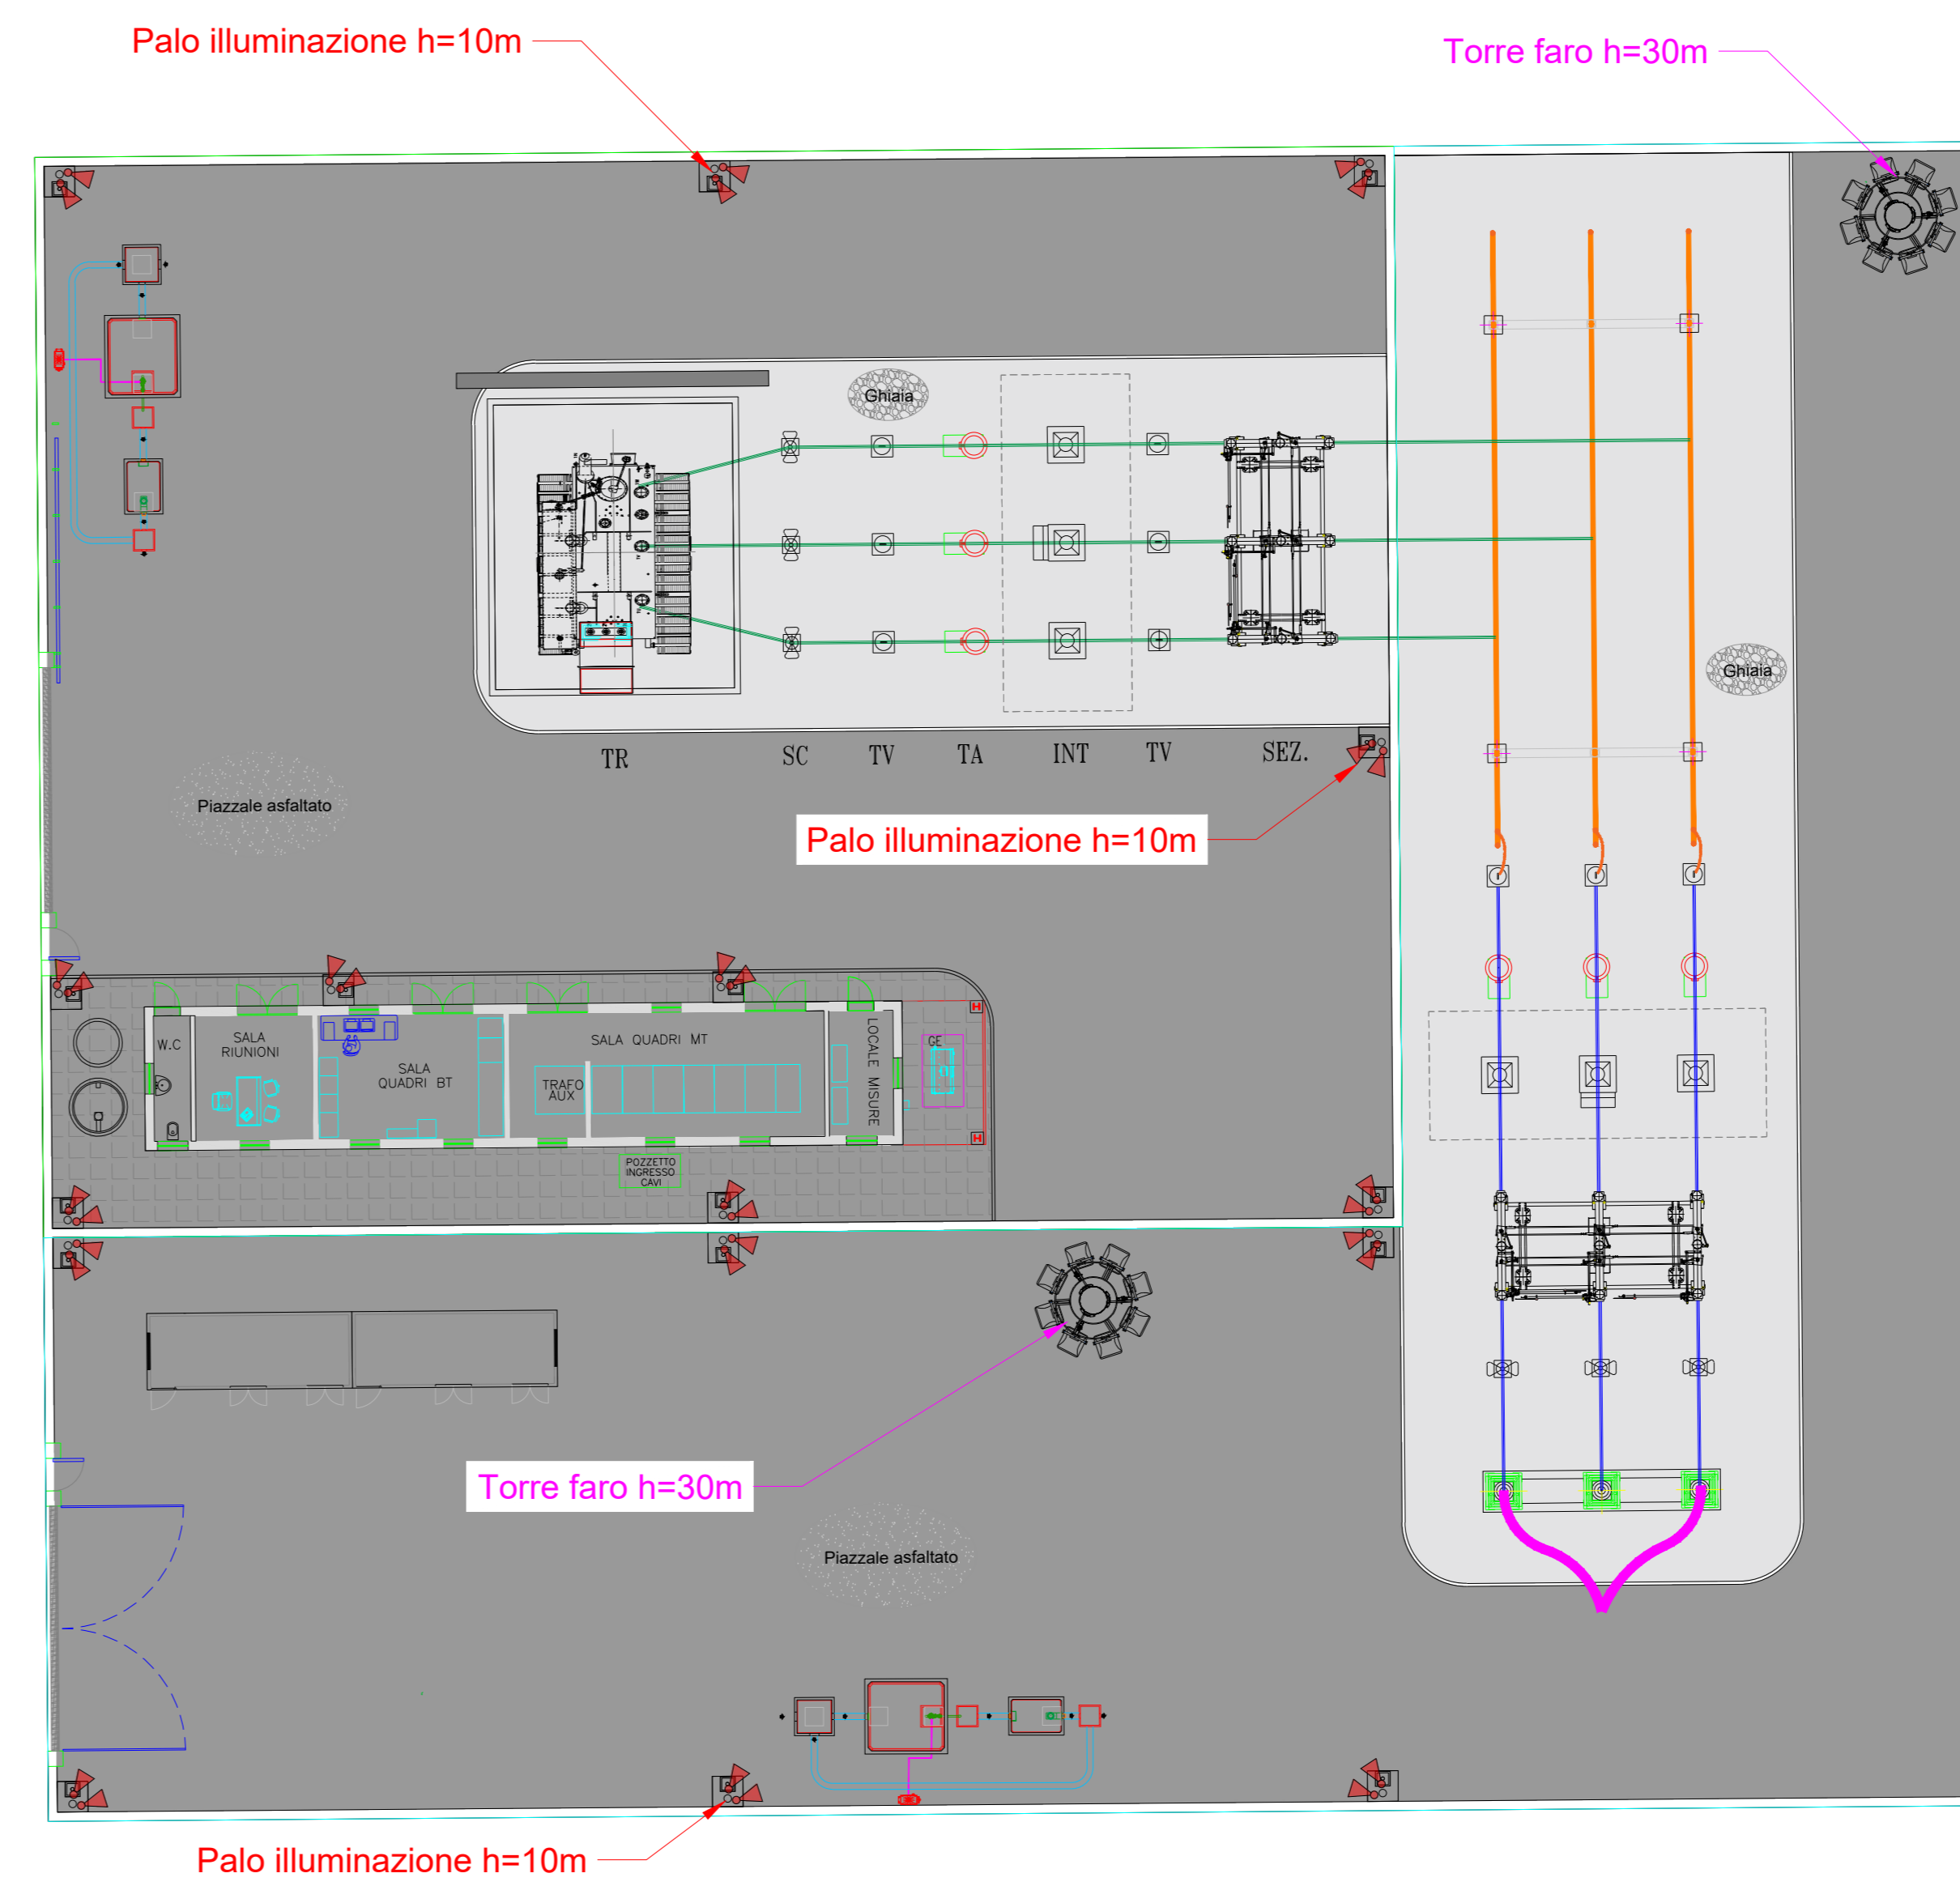 Palo illuminazione h=10m
Torre faro h=30m
Ghiaia
Ghiaia
TR
SC
TV
TA
INT
TV
SEZ.
Piazzale asfaltato
Palo illuminazione h=10m
W.C
SALA
RIUNIONI
SALA
QUADRI BT
SALA QUADRI MT
TRAFO
AUX
LOCALE MISURE
GE
H
H
POZZETTO
INGRESSO
CAVI
Torre faro h=30m
Piazzale asfaltato
Palo illuminazione h=10m